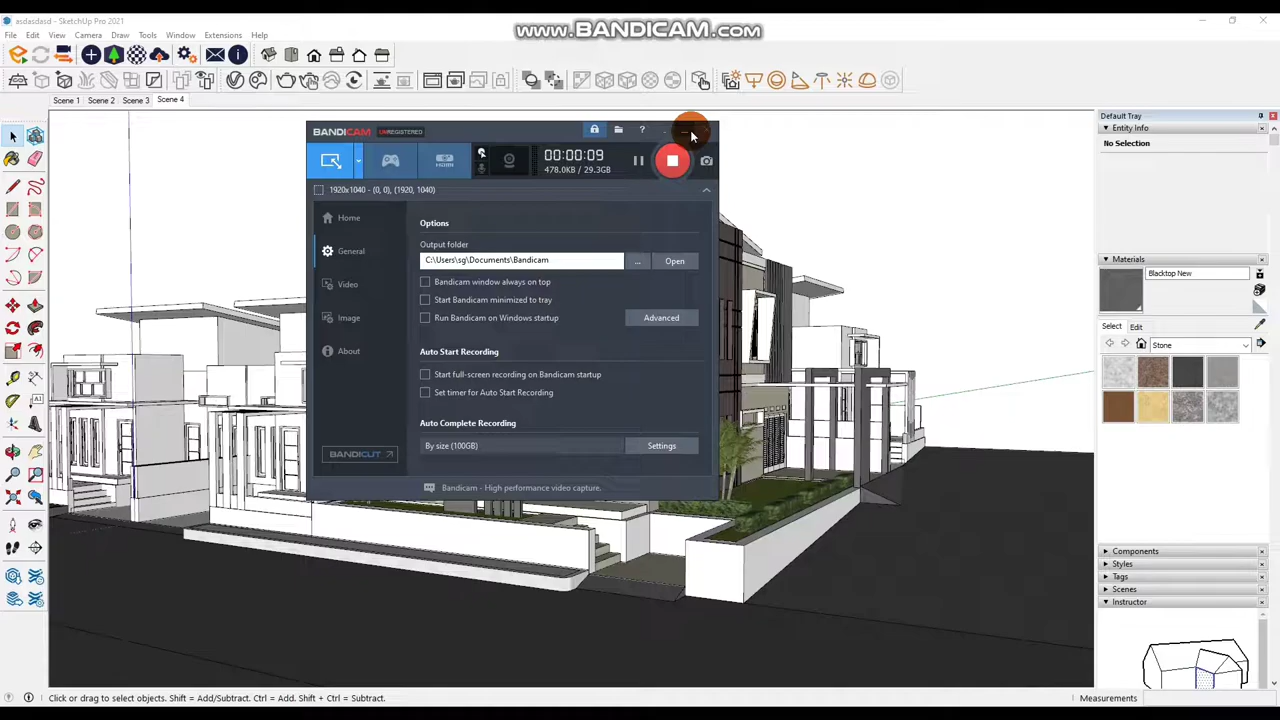 asdasdasd - SketchUp Pro 2021
www.BANDICAM.com
File Edit View Camera Draw Tools Window Extensions Help
Scene 1 Scene 2 Scene 3 Scene 4
BANDICAM UNREGISTERED
HDMI
00:00:09
478.0KB / 29.3GB
1920x1040 - (0, 0), (1920, 1040)
Home
General
Video
Image
About
BANDICUT
Options
Output folder
C:\Users\sg\Documents\Bandicam ... Open
Bandicam window always on top
Start Bandicam minimized to tray
Run Bandicam on Windows startup
Advanced
Auto Start Recording
Start full-screen recording on Bandicam startup
Set timer for Auto Start Recording
Auto Complete Recording
By size (100GB) Settings
Bandicam - High performance video capture.
Default Tray
Entity Info
No Selection
Materials
Blacktop New
Select Edit
Stone
Components
Styles
Tags
Scenes
Instructor
Click or drag to select objects. Shift = Add/Subtract. Ctrl = Add. Shift + Ctrl = Subtract.
Measurements